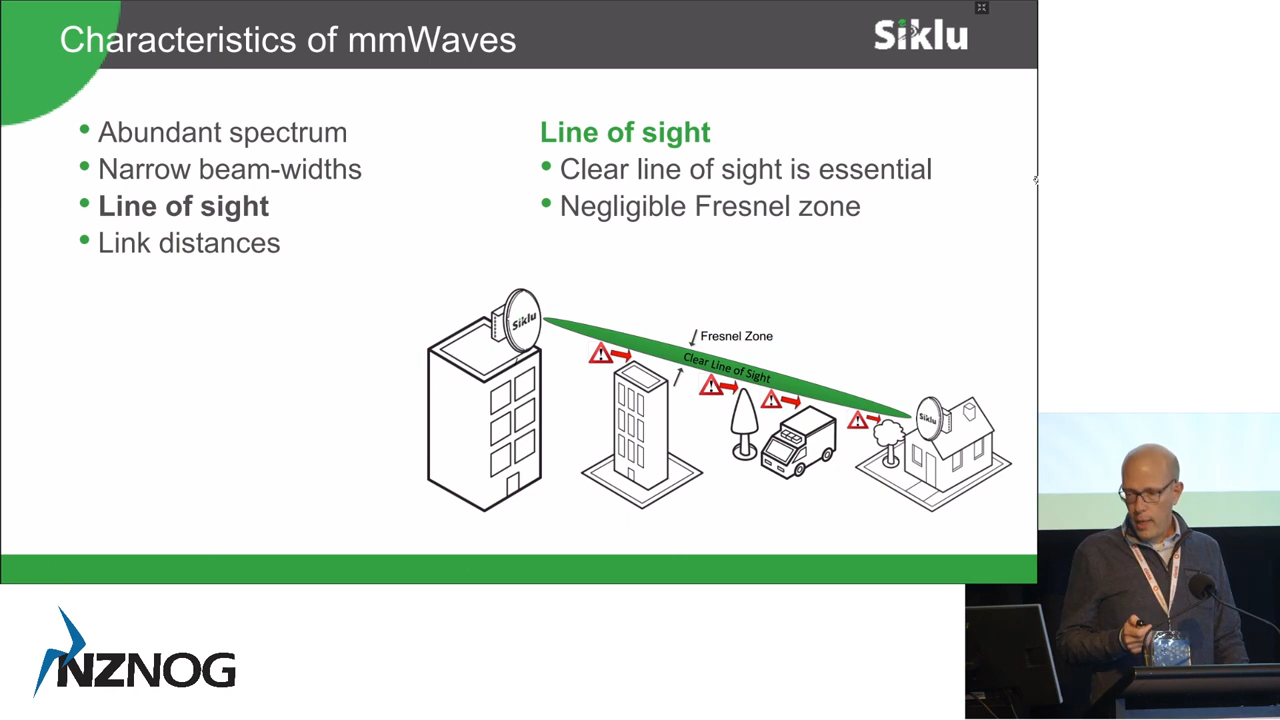 Characteristics of mmWaves
Siklu
Abundant spectrum
Narrow beam-widths
Line of sight
Link distances
Line of sight
Clear line of sight is essential
Negligible Fresnel zone
Siklu
Fresnel Zone
Clear Line of Sight
Siklu
NZNOG